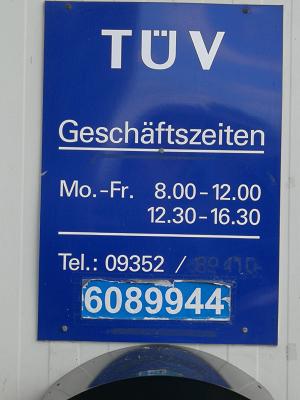 TÜV
Geschäftszeiten
Mo.-Fr. 8.00-12.00
12.30-16.30
Tel.: 09352 /
6089944